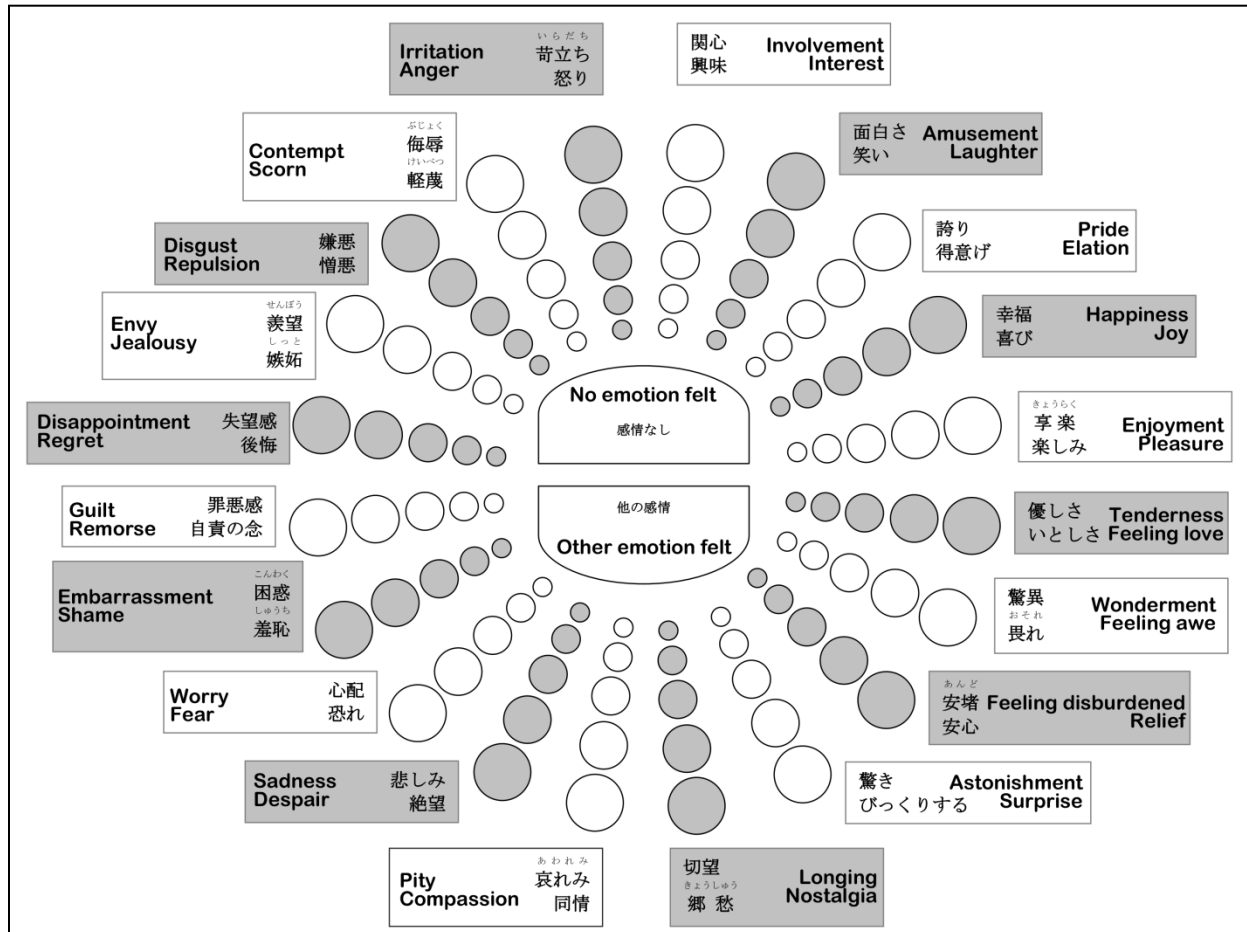 Irritation
Anger
いらだち
苛立ち
怒り
関心
興味
Involvement
Interest
面白さ
笑い
Amusement
Laughter
誇り
得意げ
Pride
Elation
幸福
喜び
Happiness
Joy
きょうらく
享楽
楽しみ
Enjoyment
Pleasure
優しさ
いとしさ
Tenderness
Feeling love
驚異
おそれ
畏れ
Wonderment
Feeling awe
あんど
安堵
安心
Feeling disburdened
Relief
驚き
びっくりする
Astonishment
Surprise
切望
きょうしゅう
郷愁
Longing
Nostalgia
Pity
Compassion
あわれみ
哀れみ
同情
Sadness
Despair
悲しみ
絶望
Worry
Fear
心配
恐れ
Embarrassment
Shame
こんわく
困惑
しゅうち
羞恥
Guilt
Remorse
罪悪感
自責の念
Disappointment
Regret
失望感
後悔
Envy
Jealousy
せんぼう
羨望
しっと
嫉妬
Disgust
Repulsion
嫌悪
憎悪
Contempt
Scorn
ぶじょく
侮辱
けいべつ
軽蔑
No emotion felt
感情なし
他の感情
Other emotion felt